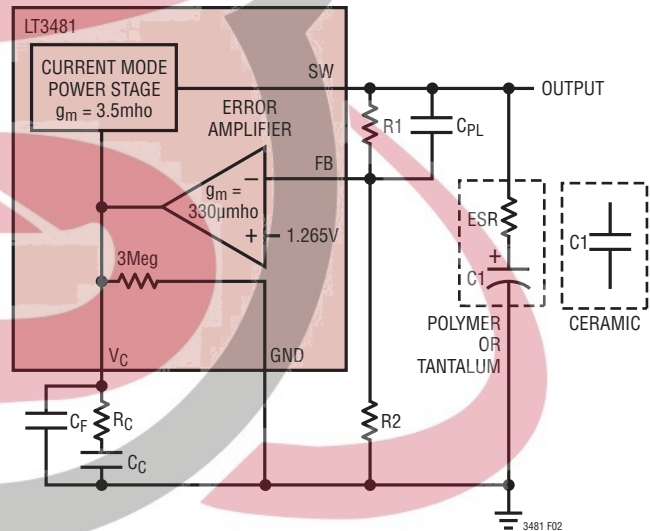 LT3481
CURRENT MODE
POWER STAGE
gm = 3.5mho
SW
OUTPUT
ERROR
AMPLIFIER
R1
CPL
FB
−
gm =
330µmho
+
1.265V
ESR
+
C1
C1
3Meg
POLYMER
OR
TANTALUM
CERAMIC
VC
GND
CF
RC
R2
CC
3481 F02